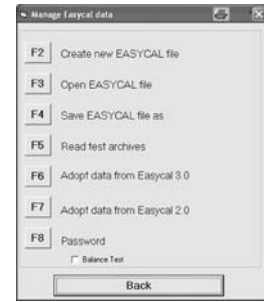 Manage Easycal data
F2 Create new EASYCAL file
F3 Open EASYCAL file
F4 Save EASYCAL file as
F5 Read test archives
F6 Adopt data from Easycal 3.0
F7 Adopt data from Easycal 2.0
F8 Password
Balance Test
Back